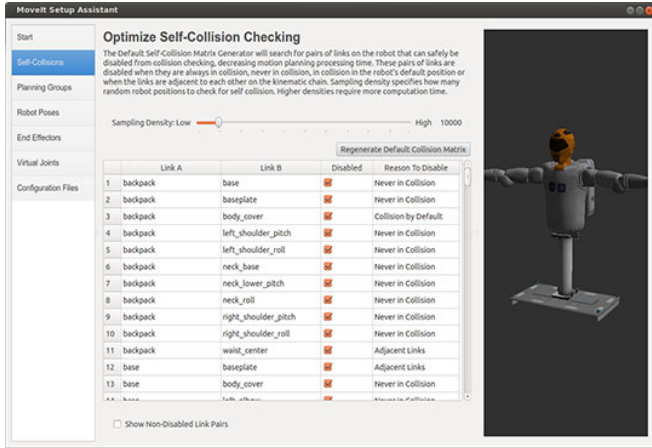 MoveIt Setup Assistant
Start
Self-Collisions
Planning Groups
Robot Poses
End Effectors
Virtual Joints
Configuration Files
Optimize Self-Collision Checking
The Default Self-Collision Matrix Generator will search for pairs of links on the robot that can safely be
disabled from collision checking, decreasing motion planning processing time. These pairs of links are
disabled when they are always in collision, never in collision, in collision in the robot's default position or
when the links are adjacent to each other on the kinematic chain. Sampling density specifies how many
random robot positions to check for self collision. Higher densities require more computation time.
Sampling Density: Low High 10000
Regenerate Default Collision Matrix
Link A Link B Disabled Reason To Disable
1 backpack base Never in Collision
2 backpack baseplate Never in Collision
3 backpack body_cover Collision by Default
4 backpack left_shoulder_pitch Never in Collision
5 backpack left_shoulder_roll Never in Collision
6 backpack neck_base Never in Collision
7 backpack neck_lower_pitch Never in Collision
8 backpack neck_roll Never in Collision
9 backpack right_shoulder_pitch Never in Collision
10 backpack right_shoulder_roll Never in Collision
11 backpack waist_center Adjacent Links
12 base baseplate Adjacent Links
13 base body_cover Never in Collision
Show Non-Disabled Link Pairs